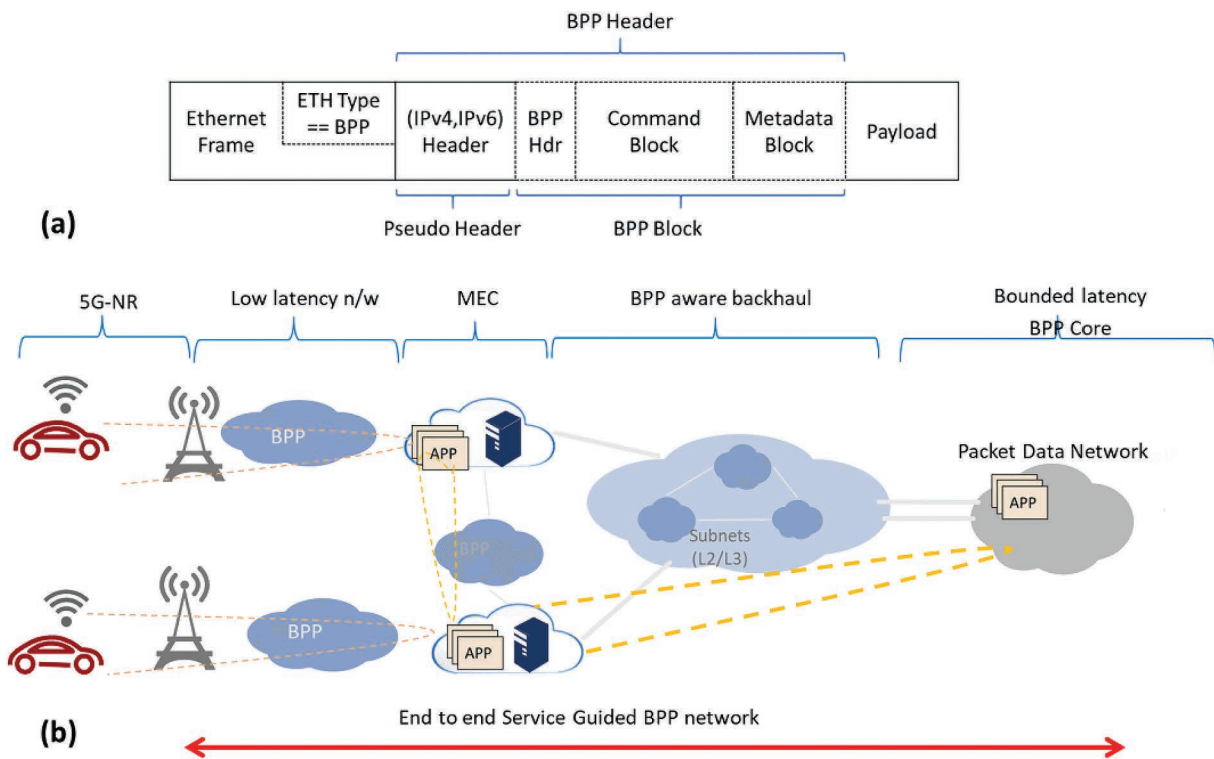 BPP Header
Ethernet
Frame
ETH Type
== BPP
(IPv4,IPv6)
Header
BPP
Hdr
Command
Block
Metadata
Block
Payload
(a)
Pseudo Header
BPP Block
5G-NR
Low latency n/w
MEC
BPP aware backhaul
Bounded latency
BPP Core
BPP
APP
Packet Data Network
APP
BPP
Subnets
(L2/L3)
BPP
APP
(b)
End to end Service Guided BPP network